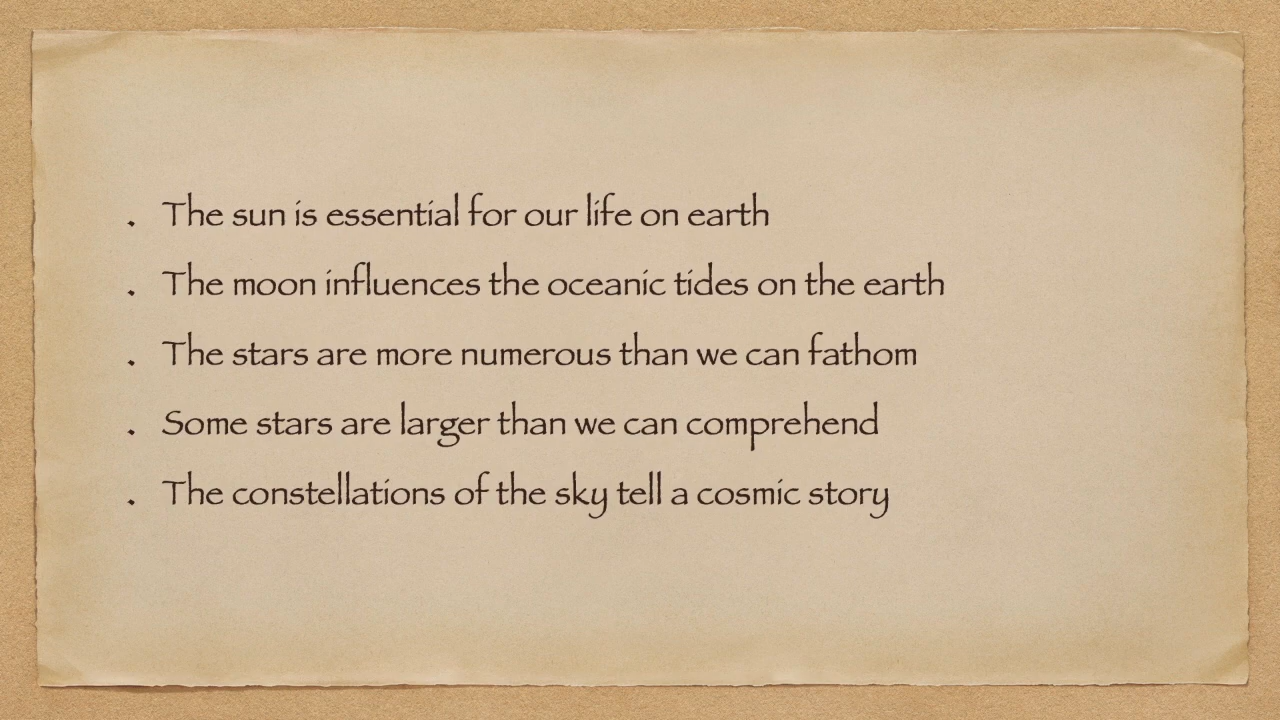 . The sun is essential for our life on earth
. The moon influences the oceanic tides on the earth
. The stars are more numerous than we can fathom
. Some stars are larger than we can comprehend
. The constellations of the sky tell a cosmic story